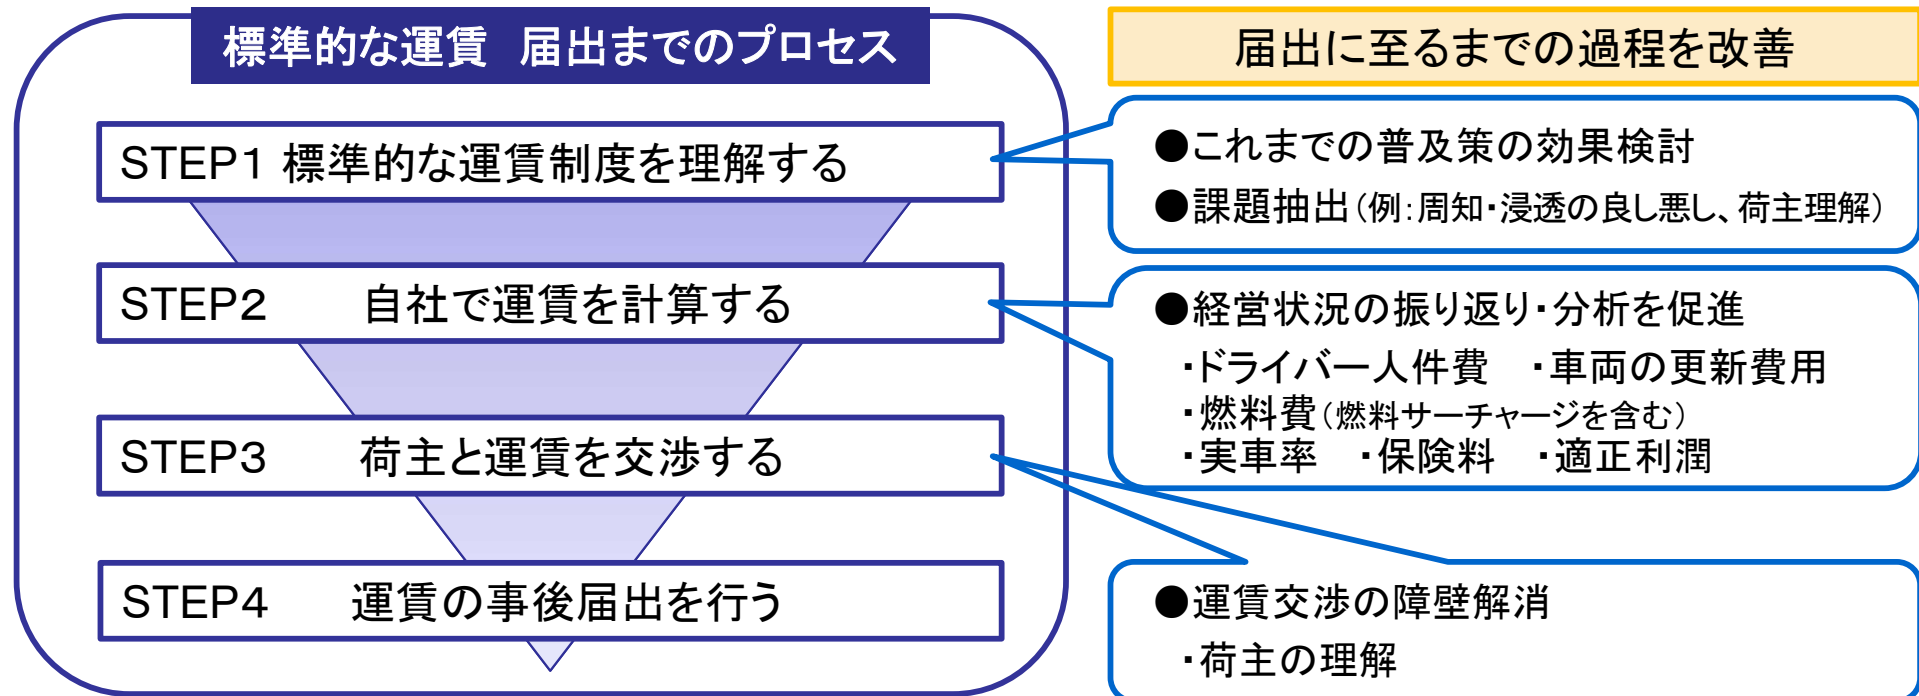 標準的な運賃　届出までのプロセス
STEP1 標準的な運賃制度を理解する
STEP2　　自社で運賃を計算する
STEP3　　荷主と運賃を交渉する
STEP4　　運賃の事後届出を行う
届出に至るまでの過程を改善
●これまでの普及策の効果検討
●課題抽出（例：周知・浸透の良し悪し、荷主理解）
●経営状況の振り返り・分析を促進
・ドライバー人件費　・車両の更新費用
・燃料費（燃料サーチャージを含む）
・実車率　・保険料　・適正利潤
●運賃交渉の障壁解消
・荷主の理解